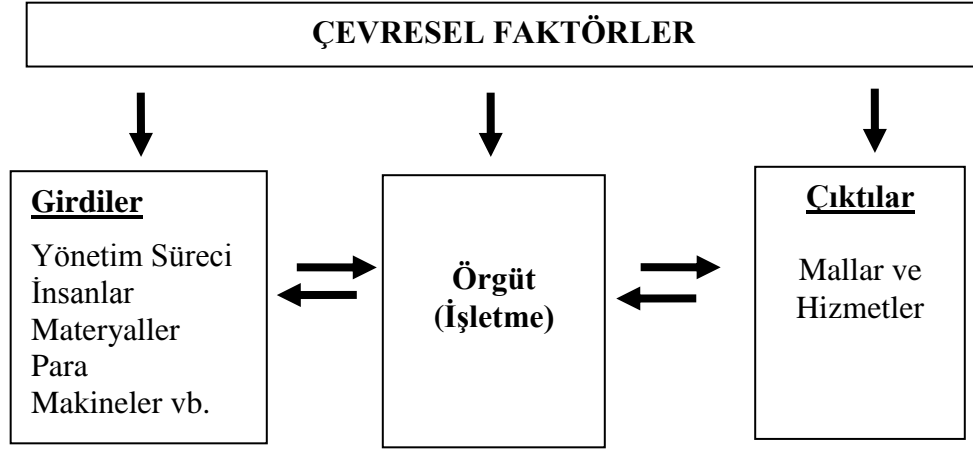 ÇEVRESEL FAKTÖRLER
Girdiler
Yönetim Süreci
İnsanlar
Materyaller
Para
Makineler vb.
Örgüt
(İşletme)
Çıktılar
Mallar ve
Hizmetler